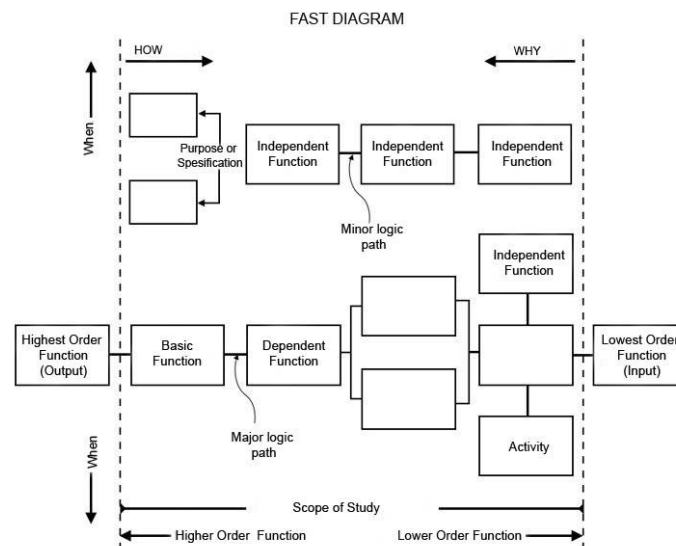 FAST DIAGRAM
HOW
WHY
When
Purpose or
Spesification
Independent
Function
Independent
Function
Independent
Function
Minor logic
path
Independent
Function
Highest Order
Function
(Output)
Basic
Function
Dependent
Function
Lowest Order
Function
(Input)
Major logic
path
Activity
When
Scope of Study
Higher Order Function
Lower Order Function